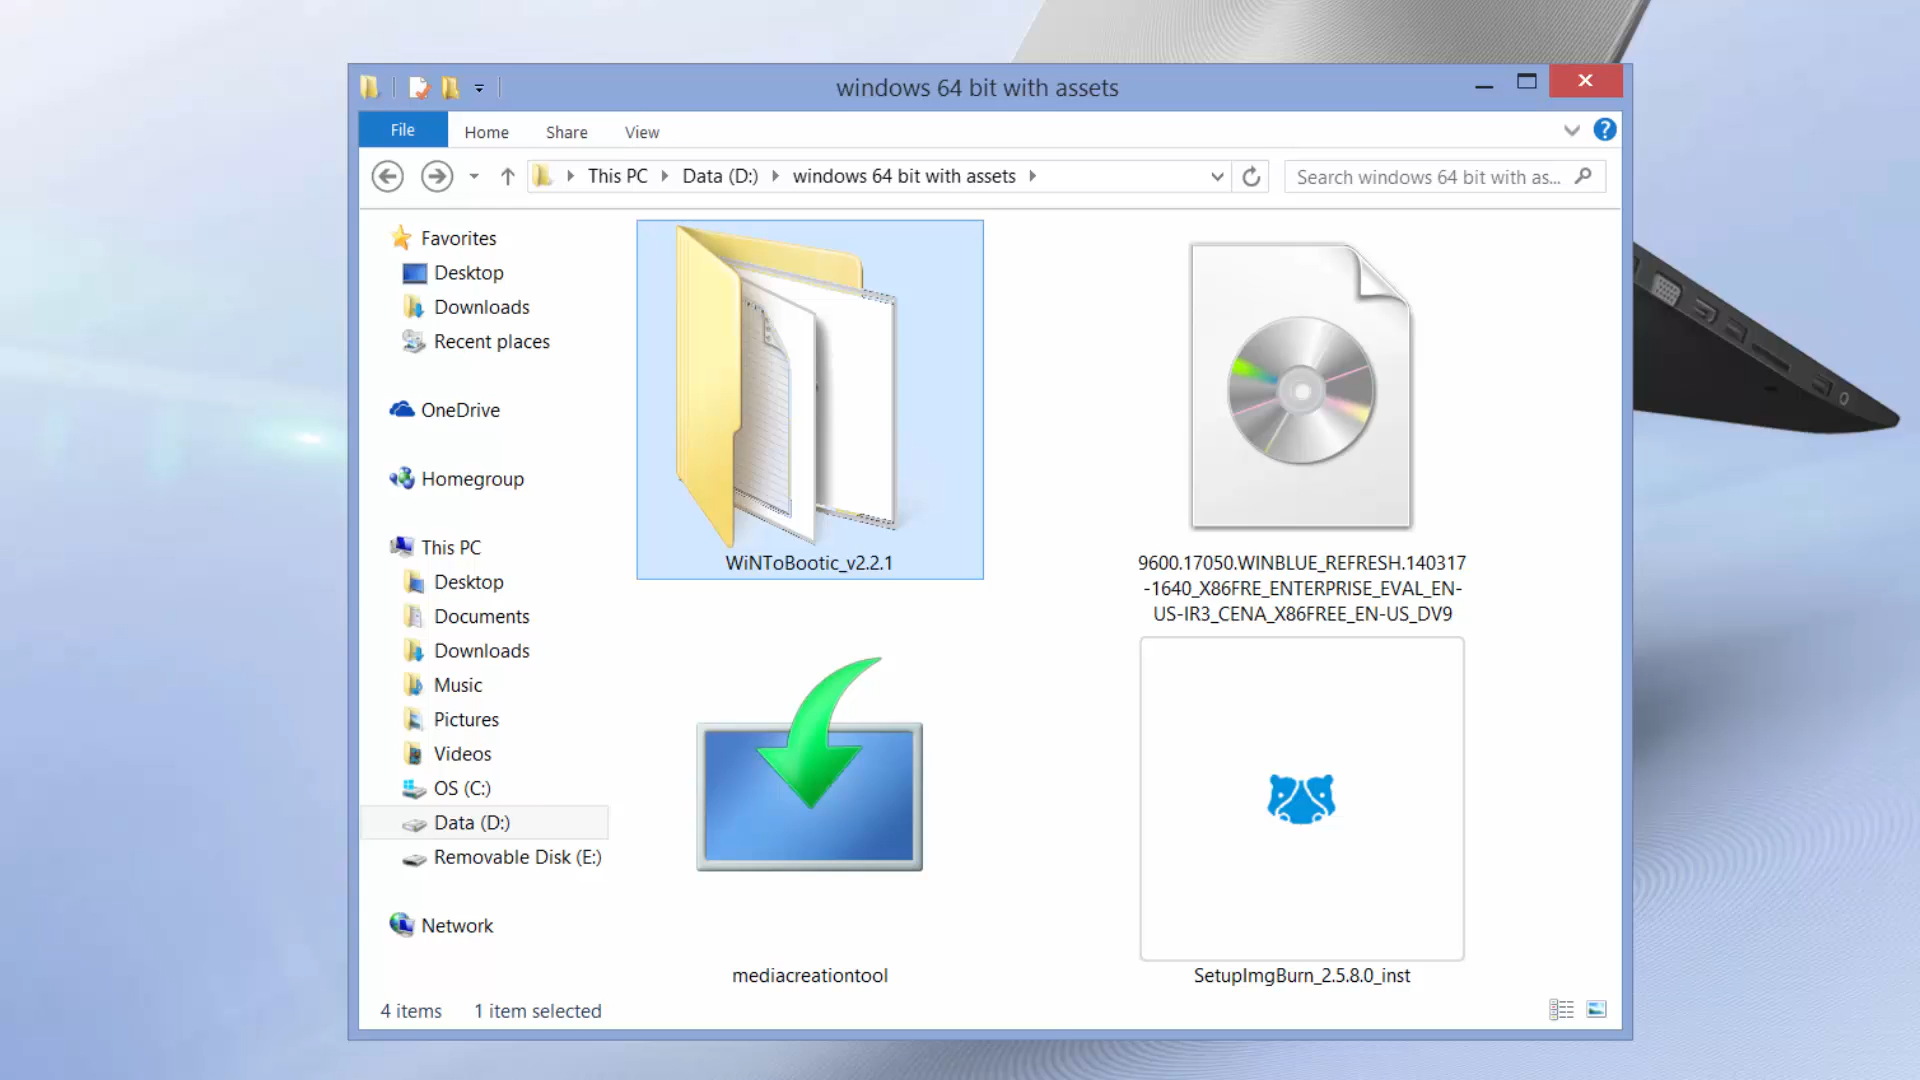 windows 64 bit with assets
File
Home
Share
View
?
This PC
Data (D:)
windows 64 bit with assets
Search windows 64 bit with as...
Favorites
Desktop
Downloads
Recent places
OneDrive
Homegroup
This PC
Desktop
Documents
Downloads
Music
Pictures
Videos
OS (C:)
Data (D:)
Removable Disk (E:)
Network
WiNToBootic_v2.2.1
9600.17050.WINBLUE_REFRESH.140317
-1640_X86FRE_ENTERPRISE_EVAL_EN-
US-IR3_CENA_X86FREE_EN-US_DV9
mediacreationtool
SetupImgBurn_2.5.8.0_inst
4 items
1 item selected